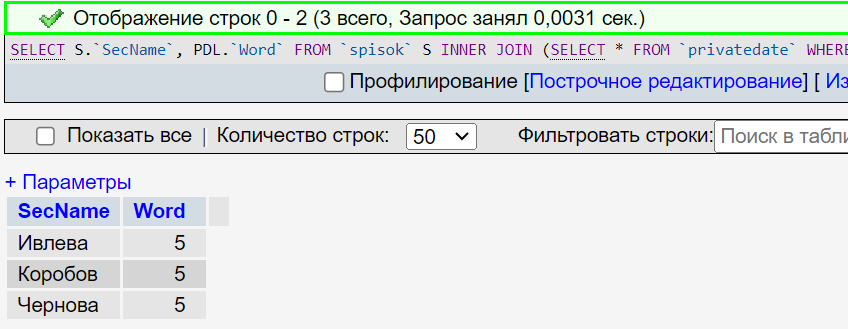 Отображение строк 0 - 2 (3 всего, Запрос занял 0,0031 сек.)
SELECT S.`SecName`, PDL.`Word` FROM `spisok` S INNER JOIN (SELECT * FROM `privatedate` WHERE
Профилирование [Построчное редактирование] [ Из
Показать все | Количество строк: 50 Фильтровать строки: Поиск в табли
+ Параметры
SecName Word
Ивлева 5
Коробов 5
Чернова 5